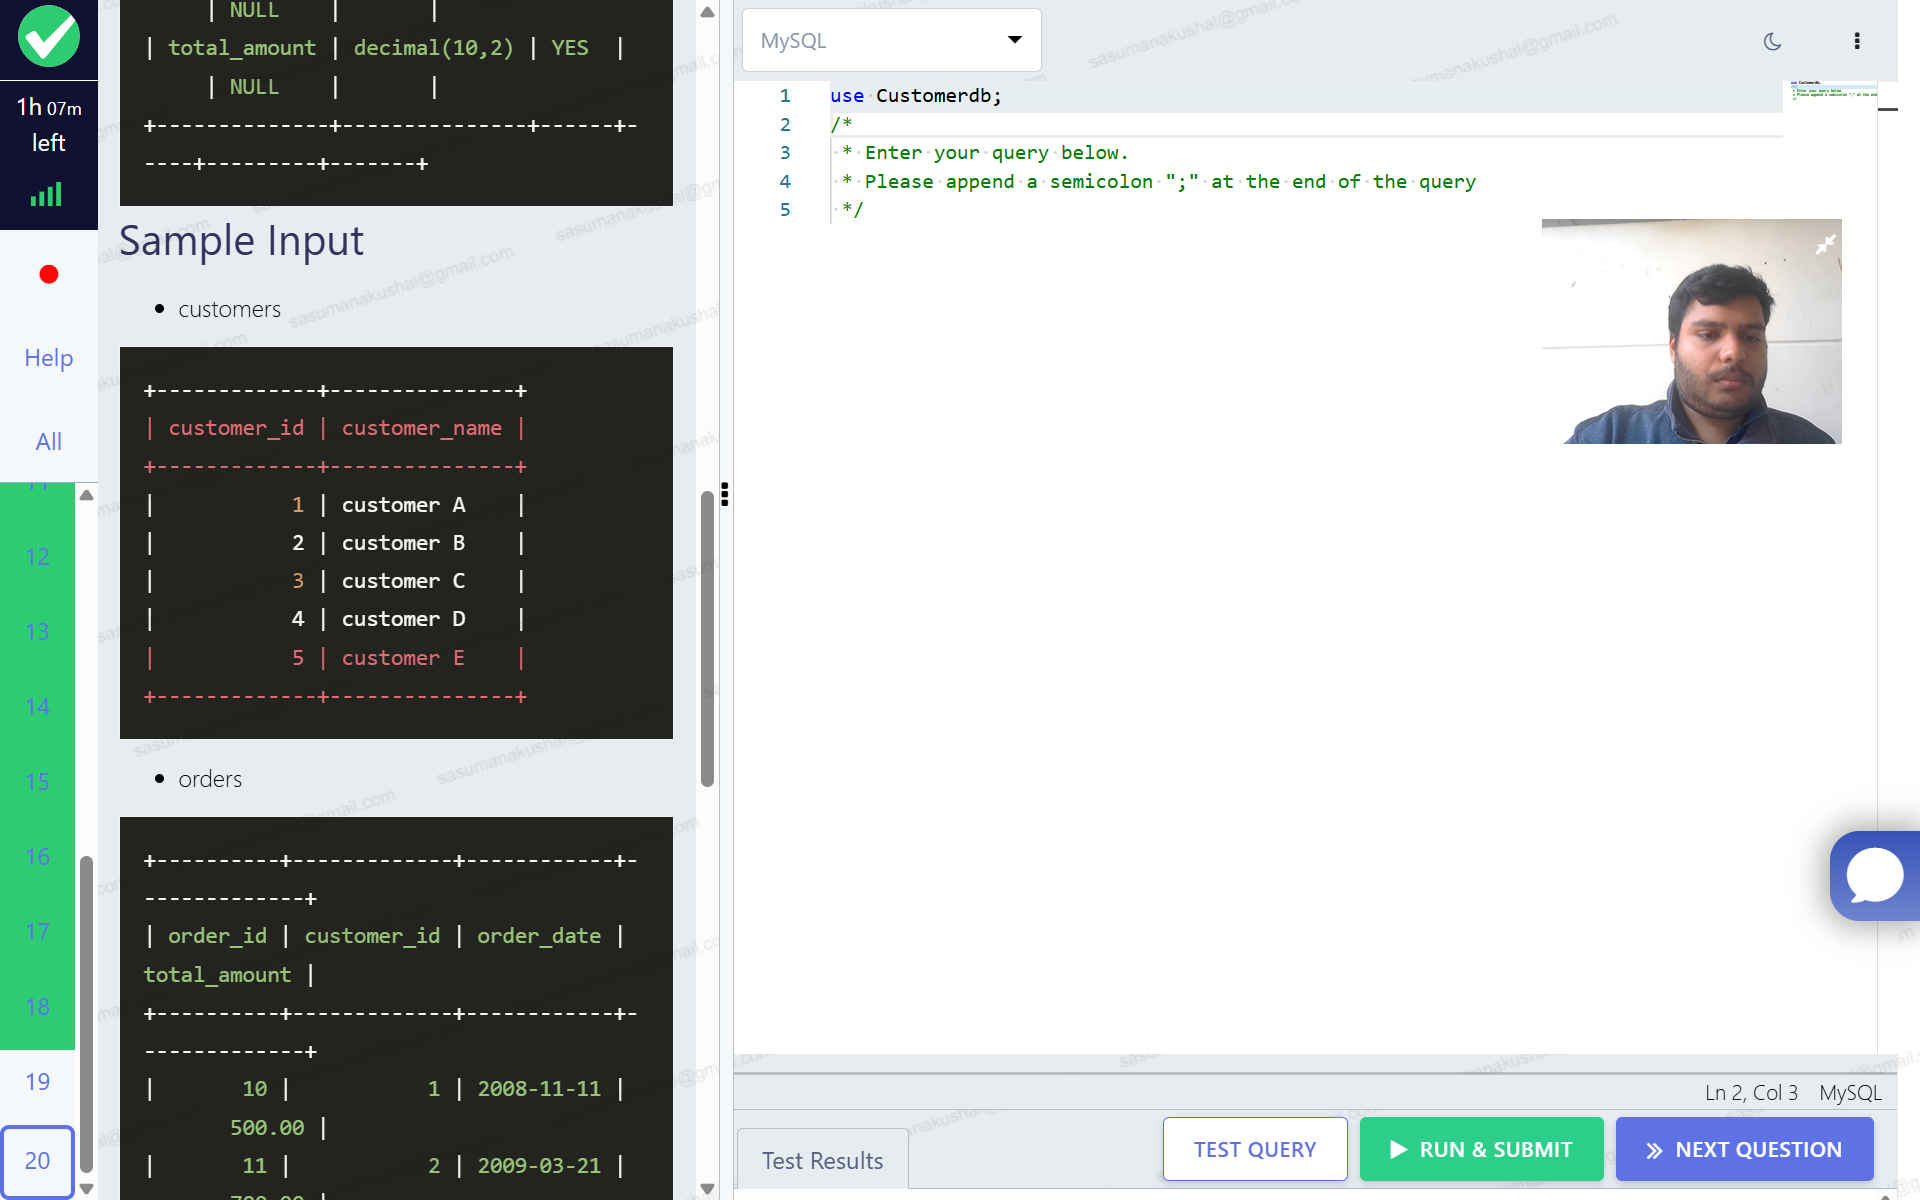 1h 07m
left
Help
All
12
13
14
15
16
17
18
19
20
| NULL | |
| total_amount | decimal(10,2) | YES |
| NULL | |
+---------------+---------------+------+-
----+---------+-------+
Sample Input
customers
+-------------+---------------+
| customer_id | customer_name |
+-------------+---------------+
| 1 | customer A |
| 2 | customer B |
| 3 | customer C |
| 4 | customer D |
| 5 | customer E |
+-------------+---------------+
orders
+----------+-------------+------------+-
-------------+
| order_id | customer_id | order_date |
total_amount |
+----------+-------------+------------+-
-------------+
| 10 | 1 | 2008-11-11 |
500.00 |
| 11 | 2 | 2009-03-21 |
MySQL
1 use Customerdb;
2 /*
3 * Enter your query below.
4 * Please append a semicolon ";" at the end of the query
5 */
Ln 2, Col 3 MySQL
Test Results
TEST QUERY
RUN & SUBMIT
NEXT QUESTION
sasumanakushal@gmail.com